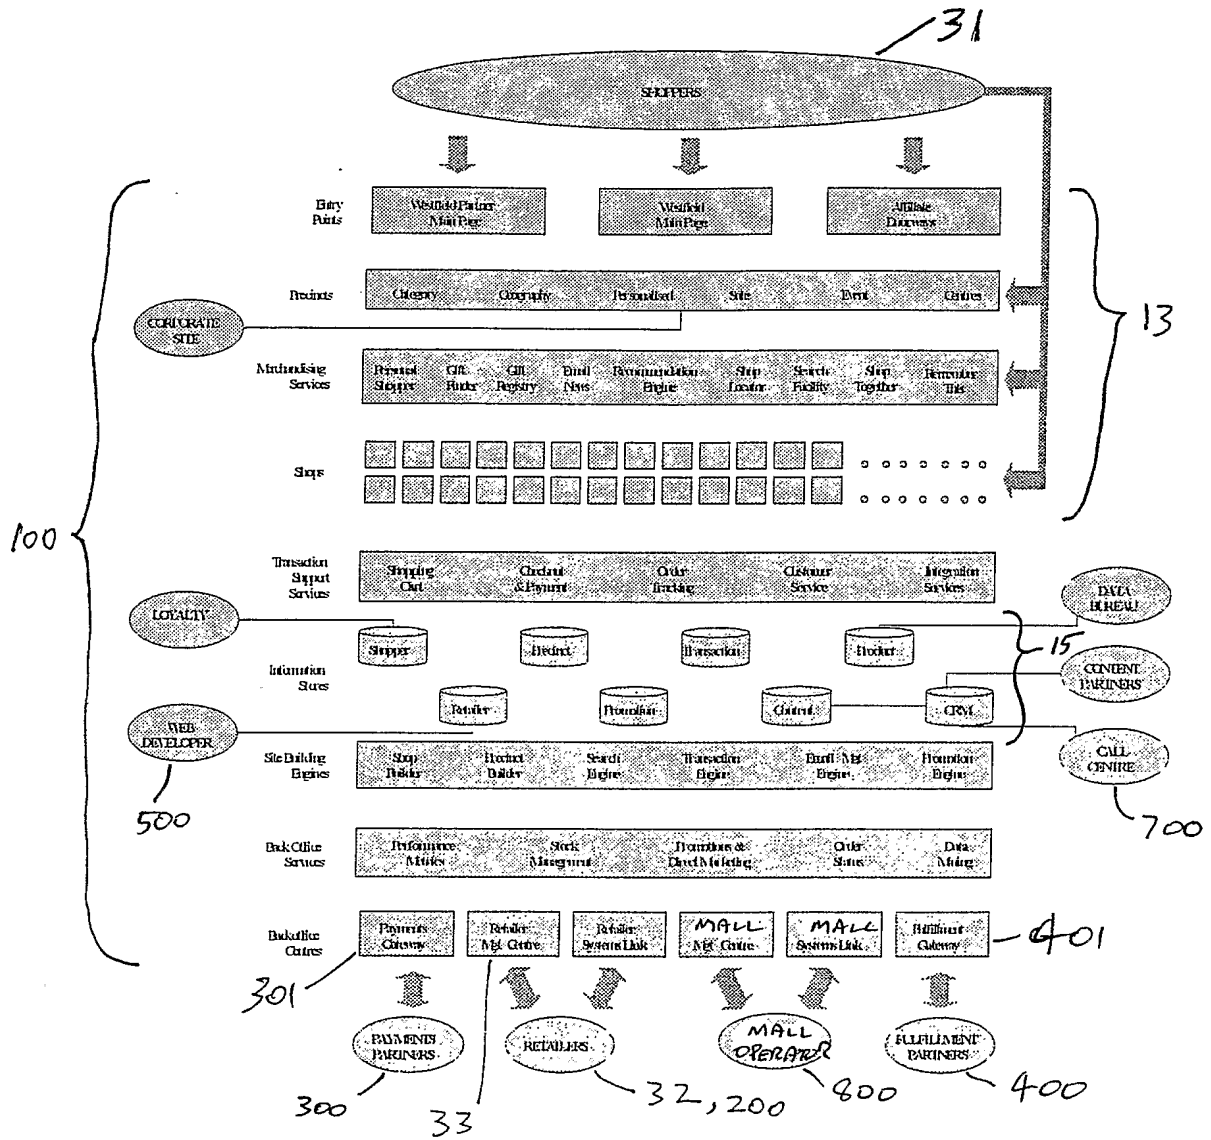 31
SHOPPERS
Entry
Points
Westfield Partner
Main Page
Westfield
Main Page
Affiliate
Doorways
Precincts
Category Geography Personalised Sale Event Centres
13
CORPORATE
SITE
Merchandising
Services
Personal
Shopper
Gift
Finder
Gift
Registry
Email
News
Recommendation
Engine
Shop
Locator
Search
Facility
Shop
Together
Remember
This
Shops
100
Transaction
Support
Services
Shopping
Cart
Checkout
& Payment
Order
Tracking
Customer
Service
Integration
Services
DATA
BUREAU
LOYALTY
Shopper Precinct Transaction Product
15
Information
Stores
CONTENT
PARTNERS
Retailer Promotion Content CRM
WEB
DEVELOPER
Site Building
Engines
Shop
Builder
Precinct
Builder
Search
Engine
Transaction
Engine
Email Mgt
Engine
Promotion
Engine
CALL
CENTRE
500
700
Back Office
Services
Performance
Metrics
Stock
Management
Promotions &
Direct Marketing
Order
Status
Data
Mining
Backoffice
Centres
Payments
Gateway
Retailer
Mgt. Centre
Retailer
Systems Link
MALL
Mgt. Centre
MALL
Systems Link
Fulfillment
Gateway
401
301
PAYMENTS
PARTNERS
RETAILERS
MALL
OPERATER
FULFILLMENT
PARTNERS
300
33
32, 200
800
400